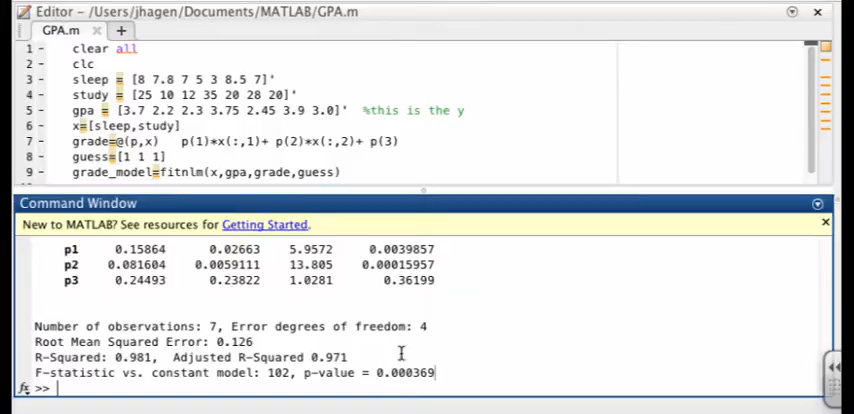 Editor - /Users/jhagen/Documents/MATLAB/GPA.m
GPA.m
1 - clear all
2 - clc
3 - sleep = [8 7.8 7 5 3 8.5 7]'
4 - study = [25 10 12 35 20 28 20]'
5 - gpa = [3.7 2.2 2.3 3.75 2.45 3.9 3.0]' %this is the y
6 - x=[sleep,study]
7 - grade=@(p,x) p(1)*x(:,1)+ p(2)*x(:,2)+ p(3)
8 - guess=[1 1 1]
9 - grade_model=fitnlm(x,gpa,grade,guess)
Command Window
New to MATLAB? See resources for Getting Started.
p1 0.15864 0.02663 5.9572 0.0039857
p2 0.081604 0.0059111 13.805 0.00015957
p3 0.24493 0.23822 1.0281 0.36199
Number of observations: 7, Error degrees of freedom: 4
Root Mean Squared Error: 0.126
R-Squared: 0.981, Adjusted R-Squared 0.971
F-statistic vs. constant model: 102, p-value = 0.000369
fx >>